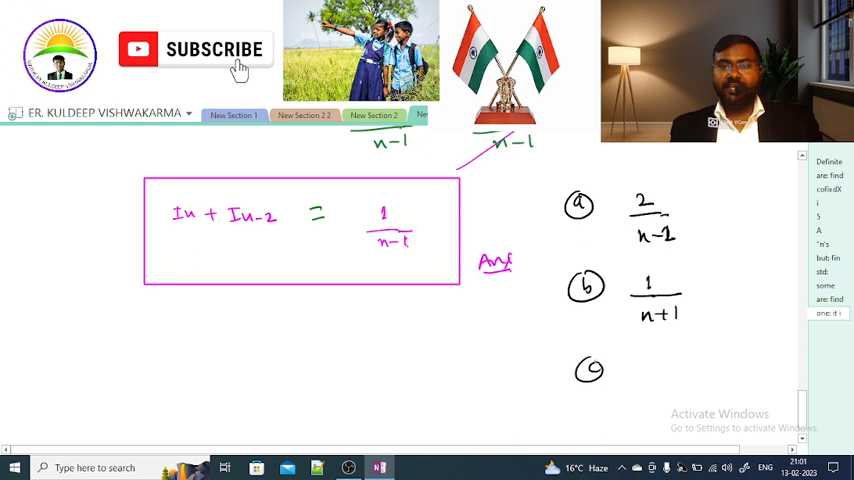 SUBSCRIBE
ER. KULDEEP VISHWAKARMA
New Section 1
New Section 2 2
New Section 2
n-1
n-1
In + In-2 = 1/n-1
Ans
(a) 2/n-1
(b) 1/n+1
(c)
Definite
are: find
cofixdX
i
5
A
"n's
but; fin
std:
some
are: find
one: it i
Activate Windows
Go to Settings to activate Windows.
Type here to search
16°C Haze
ENG
21:01
13-02-2023